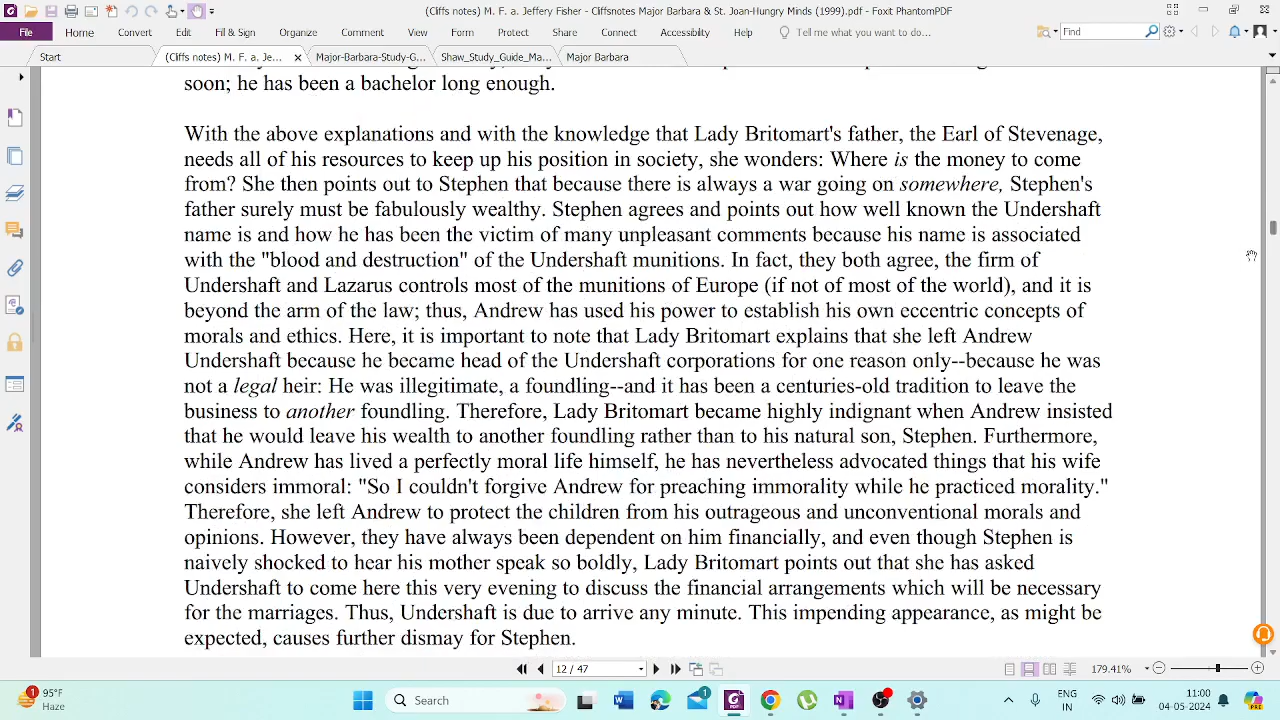 (Cliffs notes) M. F. a. Jeffery Fisher - Cliffsnotes Major Barbara & St. Joan-Hungry Minds (1999).pdf - Foxit PhantomPDF
File Home Convert Edit Fill & Sign Organize Comment View Form Protect Share Connect Accessibility Help Tell me what you want to do... Find
Start (Cliffs notes) M. F. a. Je... Major-Barbara-Study-G... Shaw_Study_Guide_Ma... Major Barbara
soon; he has been a bachelor long enough.
With the above explanations and with the knowledge that Lady Britomart's father, the Earl of Stevenage,
needs all of his resources to keep up his position in society, she wonders: Where is the money to come
from? She then points out to Stephen that because there is always a war going on somewhere, Stephen's
father surely must be fabulously wealthy. Stephen agrees and points out how well known the Undershaft
name is and how he has been the victim of many unpleasant comments because his name is associated
with the "blood and destruction" of the Undershaft munitions. In fact, they both agree, the firm of
Undershaft and Lazarus controls most of the munitions of Europe (if not of most of the world), and it is
beyond the arm of the law; thus, Andrew has used his power to establish his own eccentric concepts of
morals and ethics. Here, it is important to note that Lady Britomart explains that she left Andrew
Undershaft because he became head of the Undershaft corporations for one reason only--because he was
not a legal heir: He was illegitimate, a foundling--and it has been a centuries-old tradition to leave the
business to another foundling. Therefore, Lady Britomart became highly indignant when Andrew insisted
that he would leave his wealth to another foundling rather than to his natural son, Stephen. Furthermore,
while Andrew has lived a perfectly moral life himself, he has nevertheless advocated things that his wife
considers immoral: "So I couldn't forgive Andrew for preaching immorality while he practiced morality."
Therefore, she left Andrew to protect the children from his outrageous and unconventional morals and
opinions. However, they have always been dependent on him financially, and even though Stephen is
naively shocked to hear his mother speak so boldly, Lady Britomart points out that she has asked
Undershaft to come here this very evening to discuss the financial arrangements which will be necessary
for the marriages. Thus, Undershaft is due to arrive any minute. This impending appearance, as might be
expected, causes further dismay for Stephen.
12 / 47 179.41%
1 95°F Haze Search ENG IN 11:00 04-05-2024